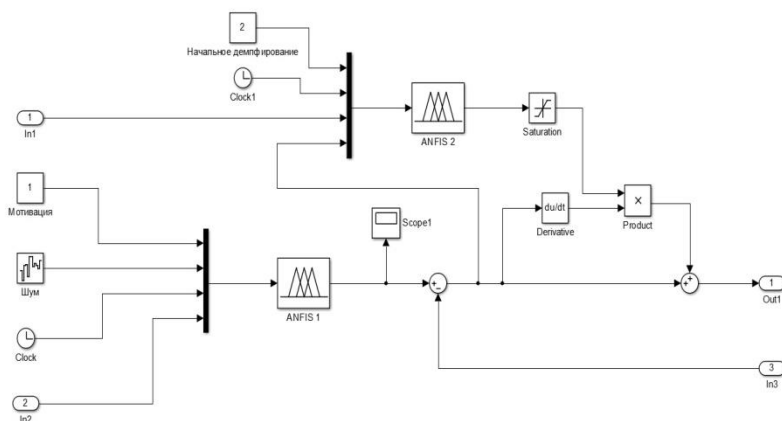 2
Начальное демпфирование
Clock1
1
In1
ANFIS 2
Saturation
1
Мотивация
Scope1
du/dt
Derivative
×
Product
Шум
ANFIS 1
+
−
+
+
1
Out1
Clock
3
In3
2
In2